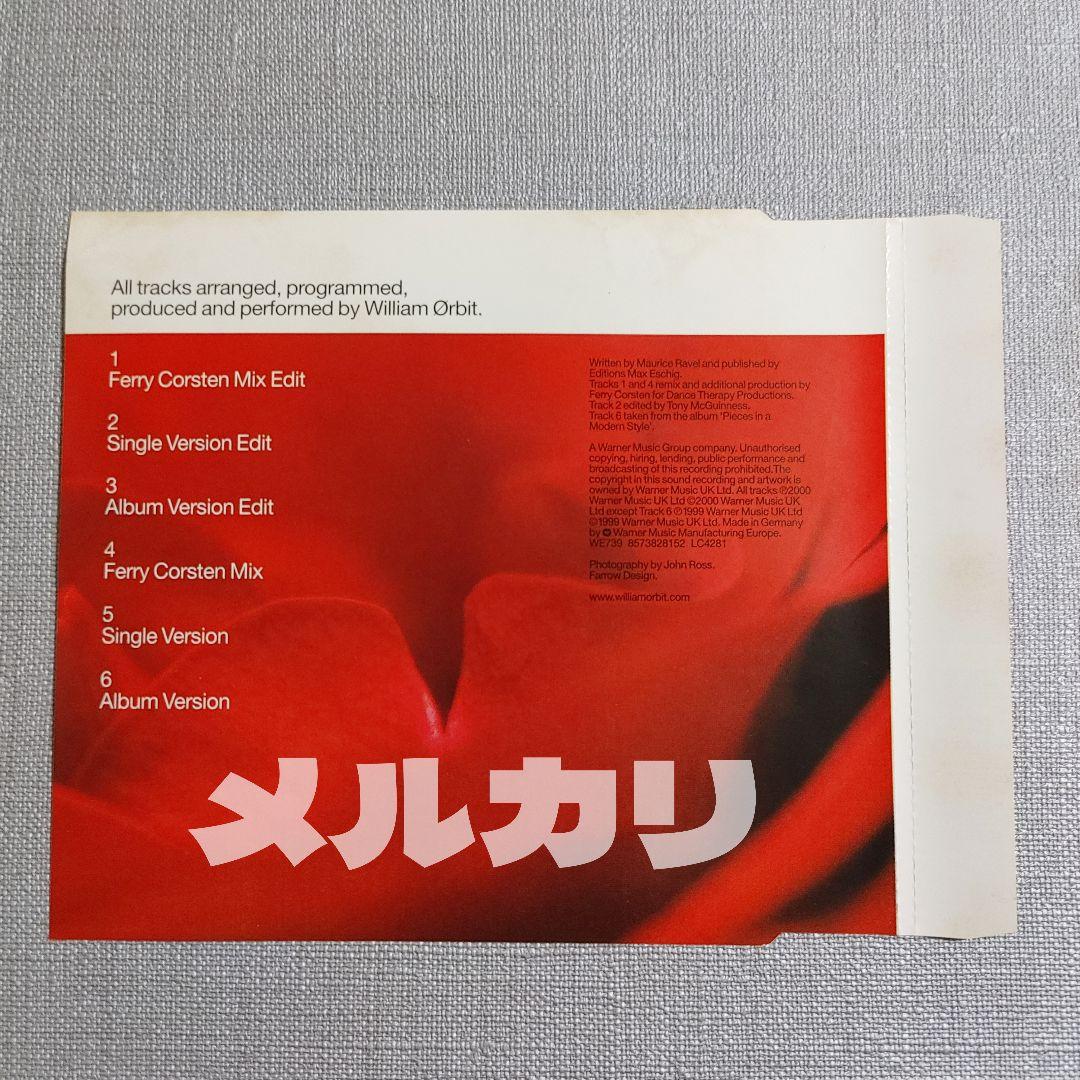 All tracks arranged, programmed,
produced and performed by William Ørbit.
1
Ferry Corsten Mix Edit
2
Single Version Edit
3
Album Version Edit
4
Ferry Corsten Mix
5
Single Version
6
Album Version
Written by Maurice Ravel and published by
Editions Max Eschig.
Tracks 1 and 4 remix and additional production by
Ferry Corsten for Dance Therapy Productions.
Track 2 edited by Tony McGuinness.
Track 6 taken from the album 'Pieces in a
Modern Style'.
A Warner Music Group company. Unauthorised
copying, hiring, lending, public performance and
broadcasting of this recording prohibited.The
copyright in this sound recording and artwork is
owned by Warner Music UK Ltd. All tracks ℗2000
Warner Music UK Ltd ©2000 Warner Music UK
Ltd except Track 6 ℗1999 Warner Music UK Ltd
©1999 Warner Music UK Ltd. Made in Germany
by Warner Music Manufacturing Europe.
WE739 8573828152 LC4281
Photography by John Ross.
Farrow Design.
www.williamorbit.com
メルカリ